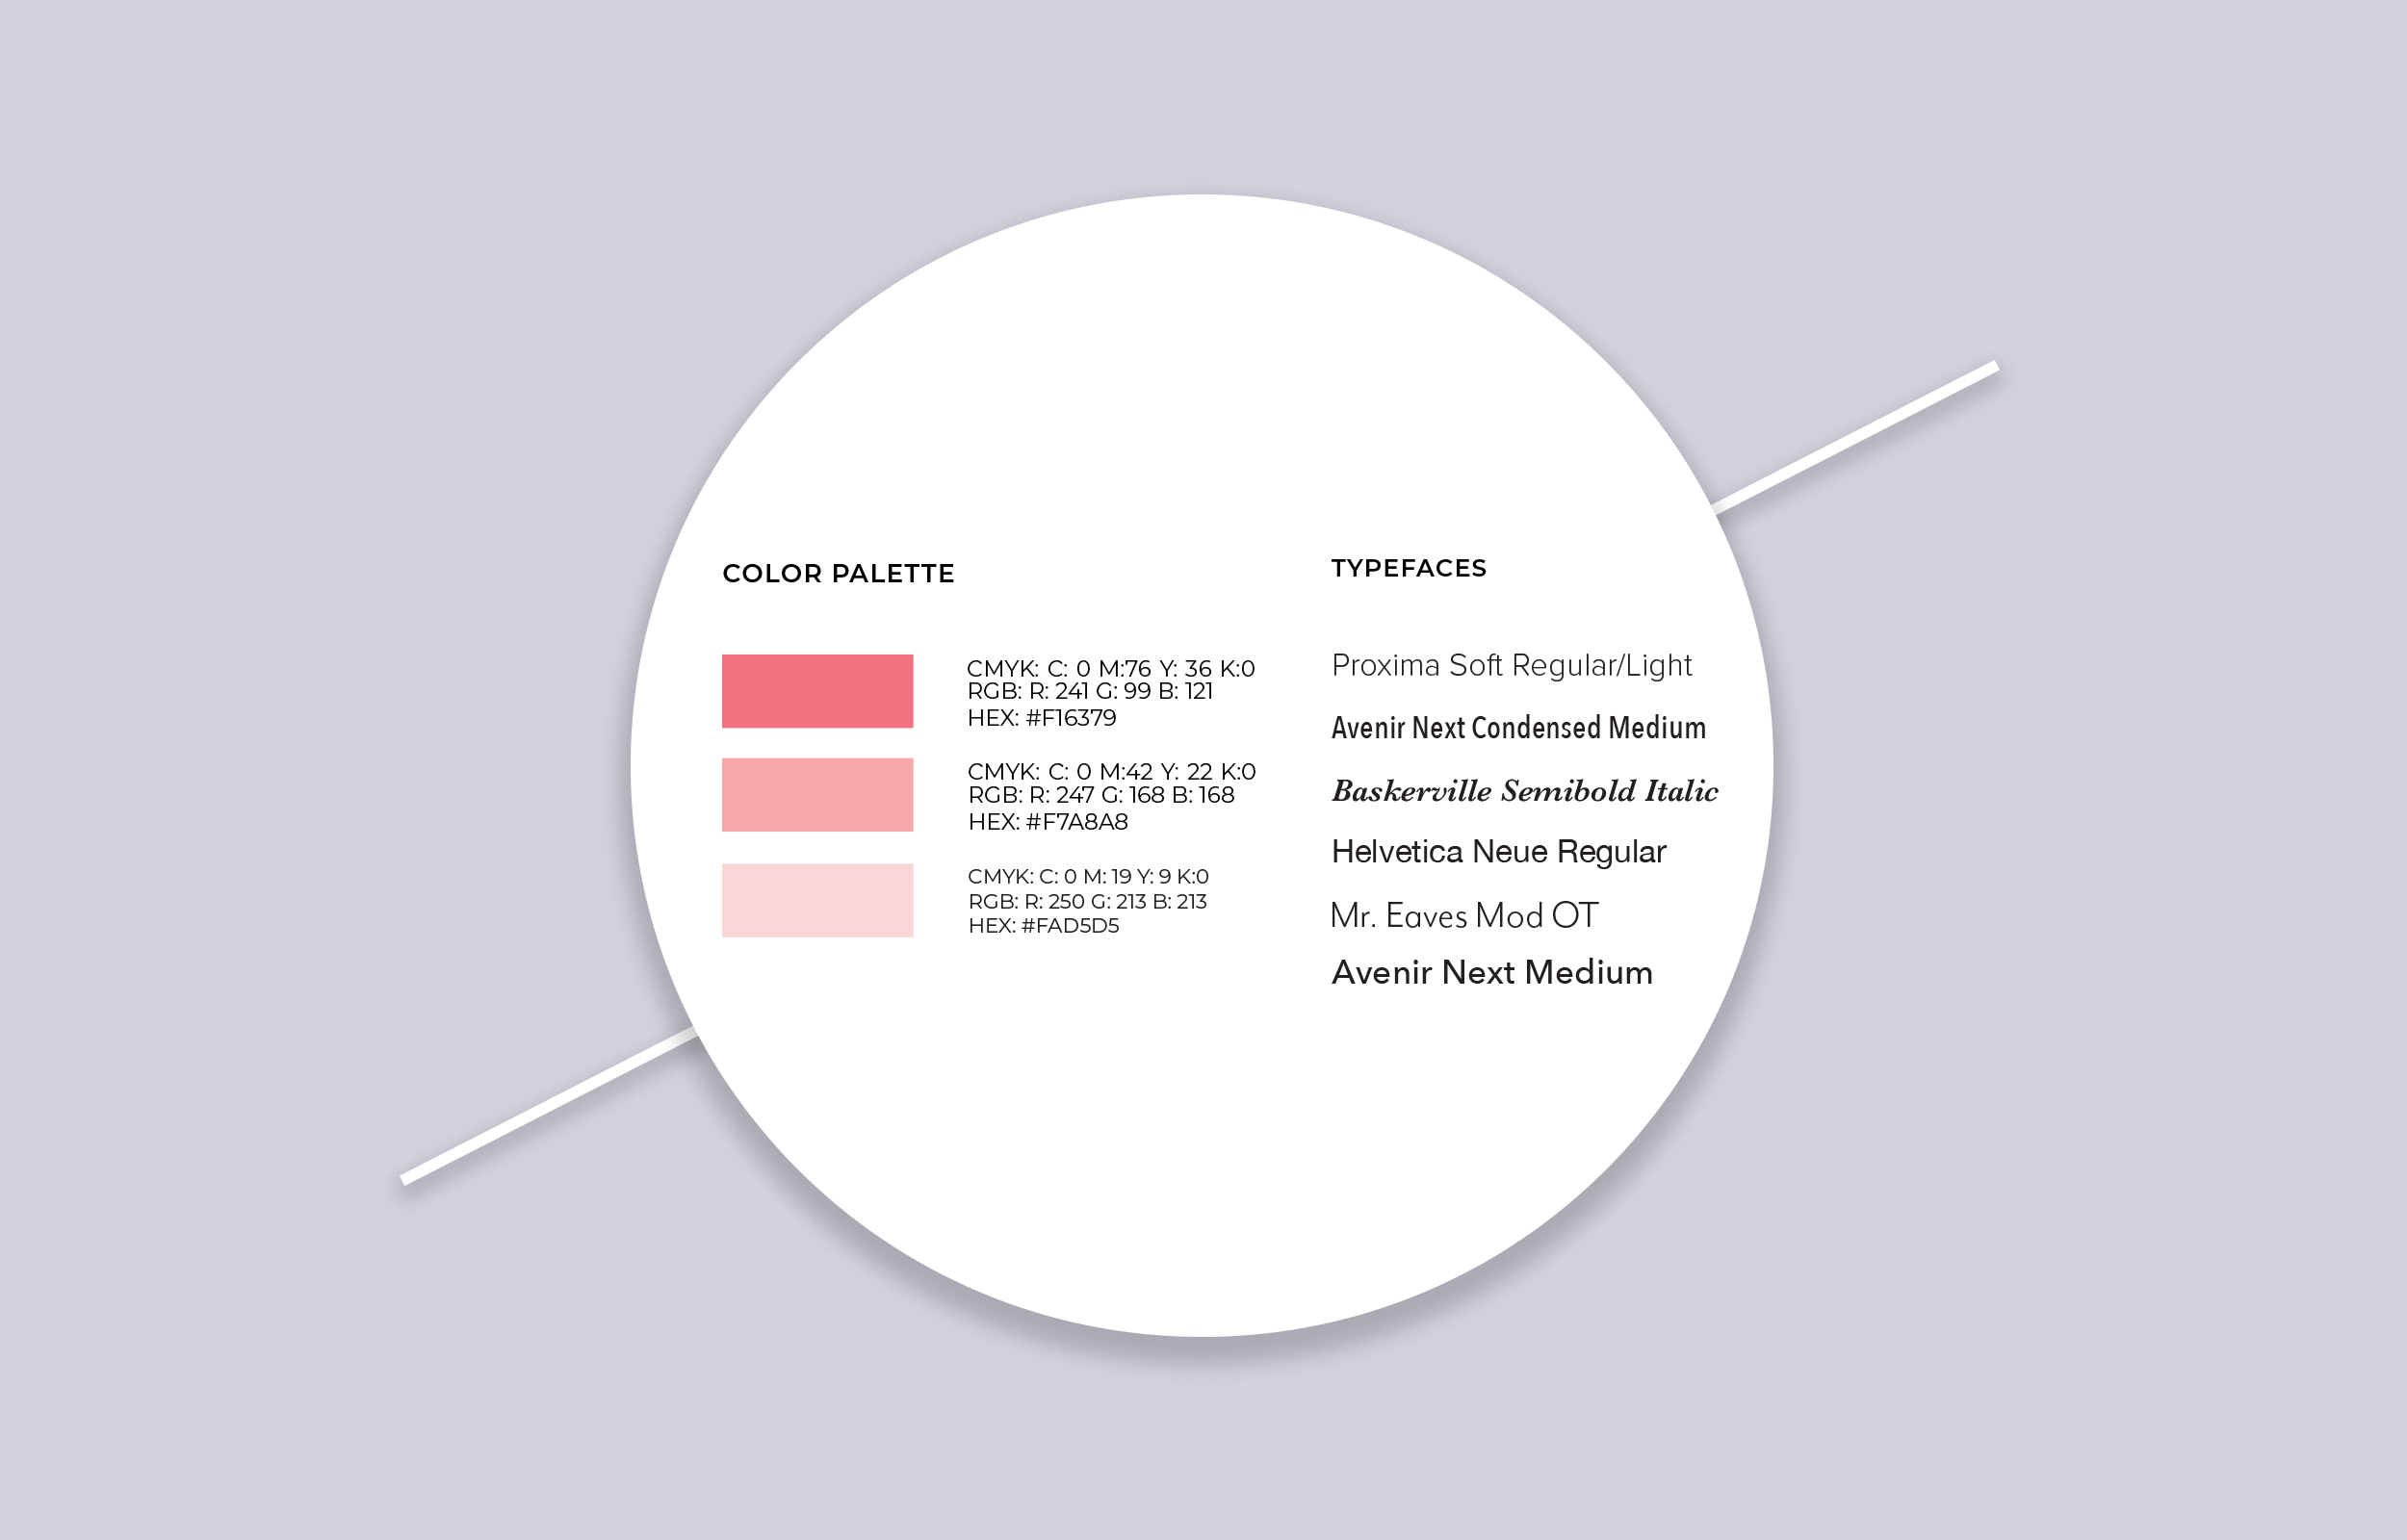 COLOR PALETTE
CMYK: C: 0 M:76 Y: 36 K:0
RGB: R: 241 G: 99 B: 121
HEX: #F16379
CMYK: C: 0 M:42 Y: 22 K:0
RGB: R: 247 G: 168 B: 168
HEX: #F7A8A8
CMYK: C: 0 M: 19 Y: 9 K:0
RGB: R: 250 G: 213 B: 213
HEX: #FAD5D5
TYPEFACES
Proxima Soft Regular/Light
Avenir Next Condensed Medium
Baskerville Semibold Italic
Helvetica Neue Regular
Mr. Eaves Mod OT
Avenir Next Medium